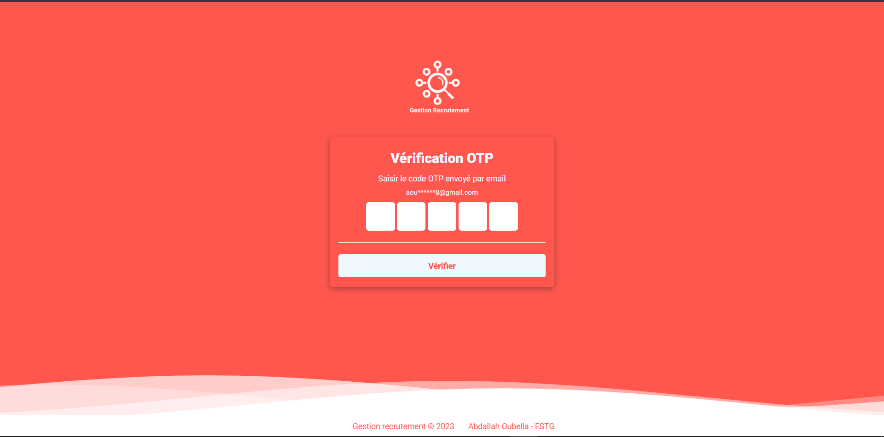 Gestion Recrutement
Vérification OTP
Saisir le code OTP envoyé par email
aou******8@gmail.com
Vérifier
Gestion recrutement © 2023 Abdallah Oubella - ESTG